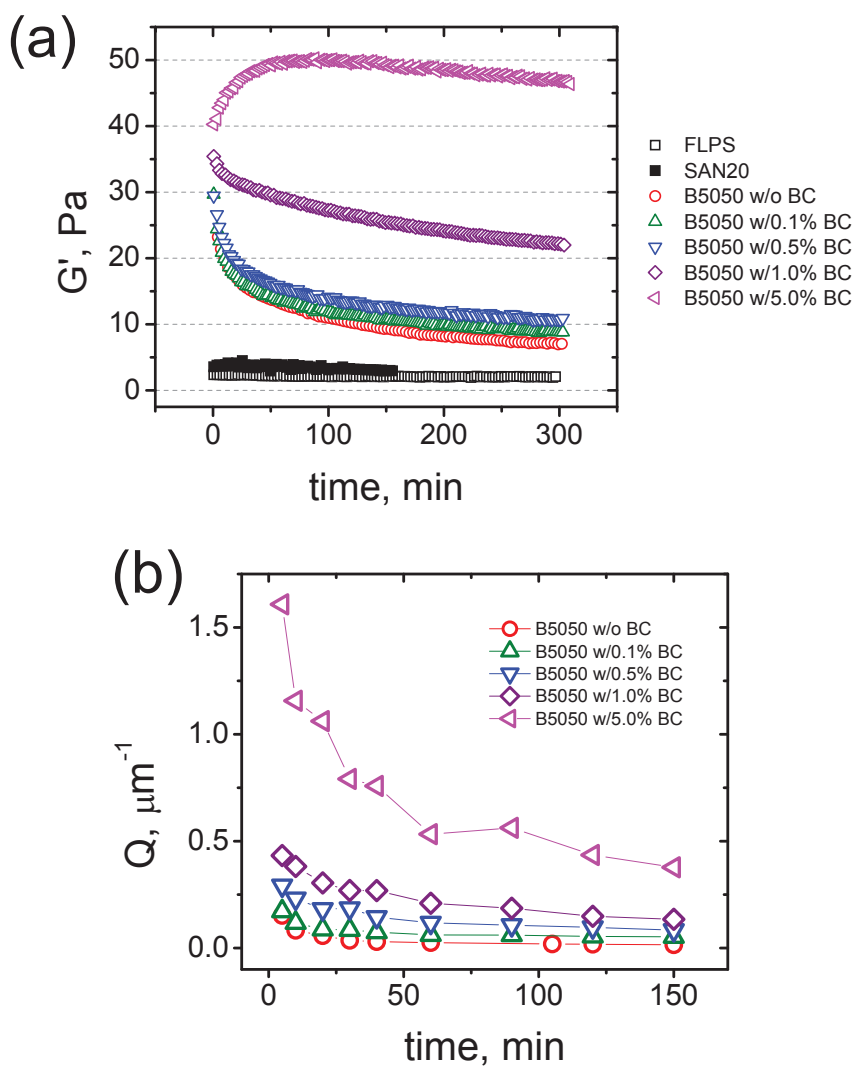 (a)
50
40
30
20
10
0
G', Pa
0 100 200 300
time, min
FLPS
SAN20
B5050 w/o BC
B5050 w/0.1% BC
B5050 w/0.5% BC
B5050 w/1.0% BC
B5050 w/5.0% BC
(b)
1.5
1.0
0.5
0.0
Q, μm⁻¹
B5050 w/o BC
B5050 w/0.1% BC
B5050 w/0.5% BC
B5050 w/1.0% BC
B5050 w/5.0% BC
0 50 100 150
time, min